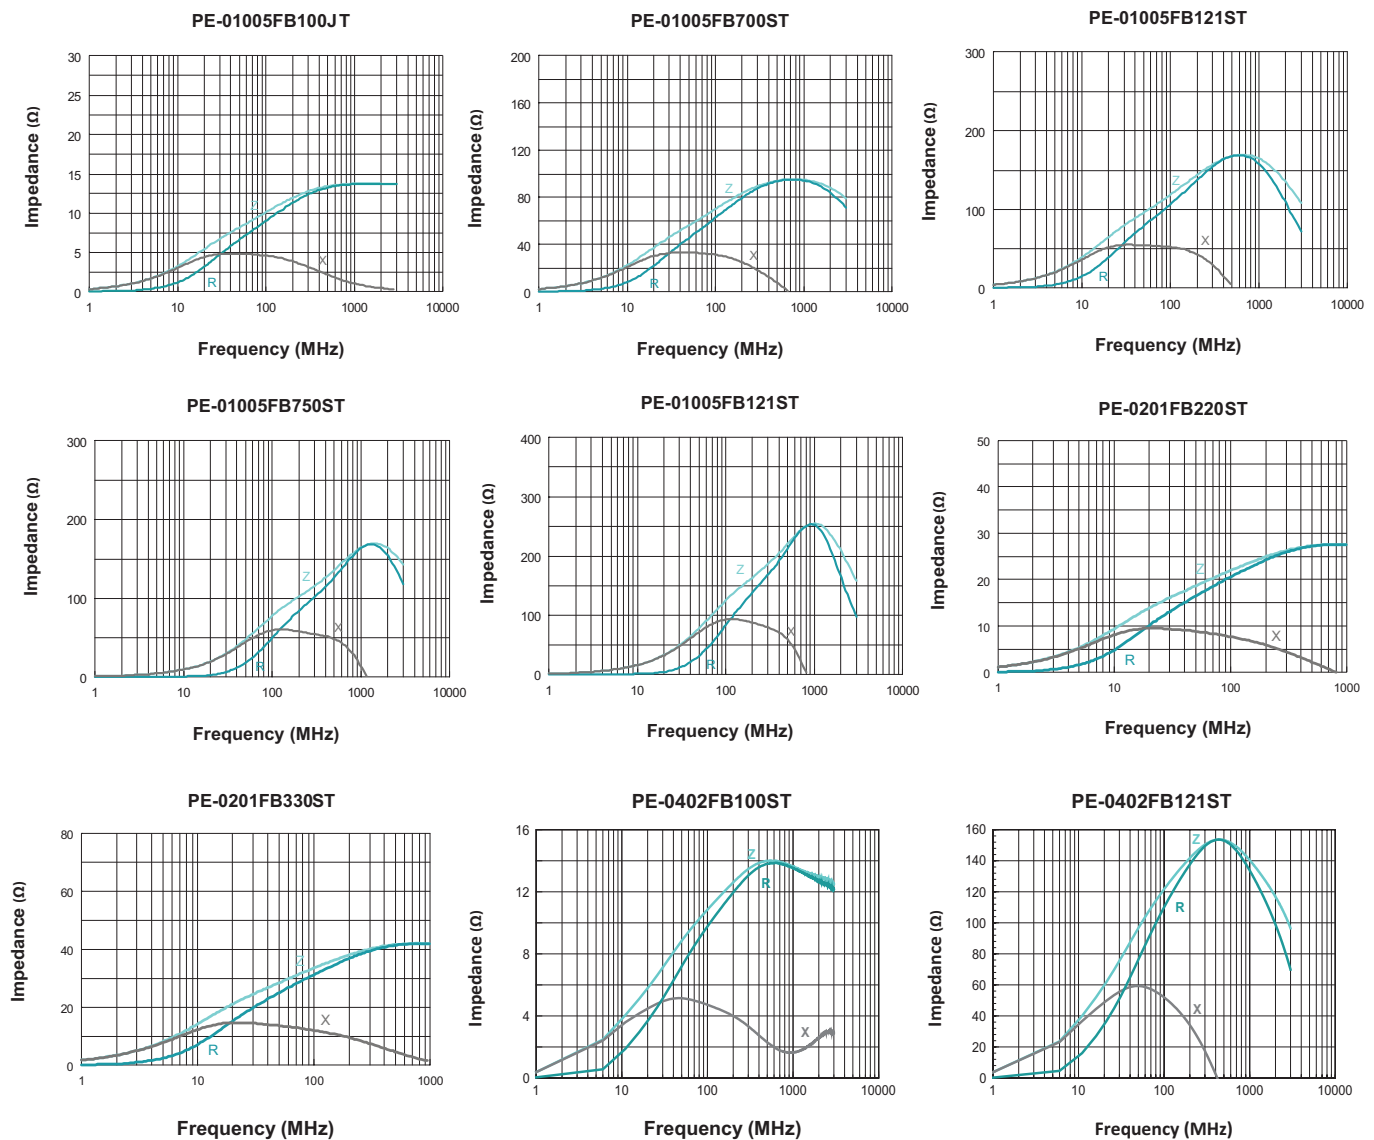 PE-01005FB100JT
Impedance (Ω)
30
25
20
15
10
5
0
Z
X
R
1 10 100 1000 10000
Frequency (MHz)
PE-01005FB700ST
Impedance (Ω)
200
160
120
80
40
0
Z
X
R
1 10 100 1000 10000
Frequency (MHz)
PE-01005FB121ST
Impedance (Ω)
300
200
100
0
Z
X
R
1 10 100 1000 10000
Frequency (MHz)
PE-01005FB750ST
Impedance (Ω)
300
200
100
0
Z
X
R
1 10 100 1000 10000
Frequency (MHz)
PE-01005FB121ST
Impedance (Ω)
400
300
200
100
0
Z
X
R
1 10 100 1000 10000
Frequency (MHz)
PE-0201FB220ST
Impedance (Ω)
50
40
30
20
10
0
Z
X
R
1 10 100 1000
Frequency (MHz)
PE-0201FB330ST
Impedance (Ω)
80
60
40
20
0
Z
X
R
1 10 100 1000
Frequency (MHz)
PE-0402FB100ST
Impedance (Ω)
16
12
8
4
0
Z
R
X
1 10 100 1000 10000
Frequency (MHz)
PE-0402FB121ST
Impedance (Ω)
160
140
120
100
80
60
40
20
0
Z
R
X
1 10 100 1000 10000
Frequency (MHz)